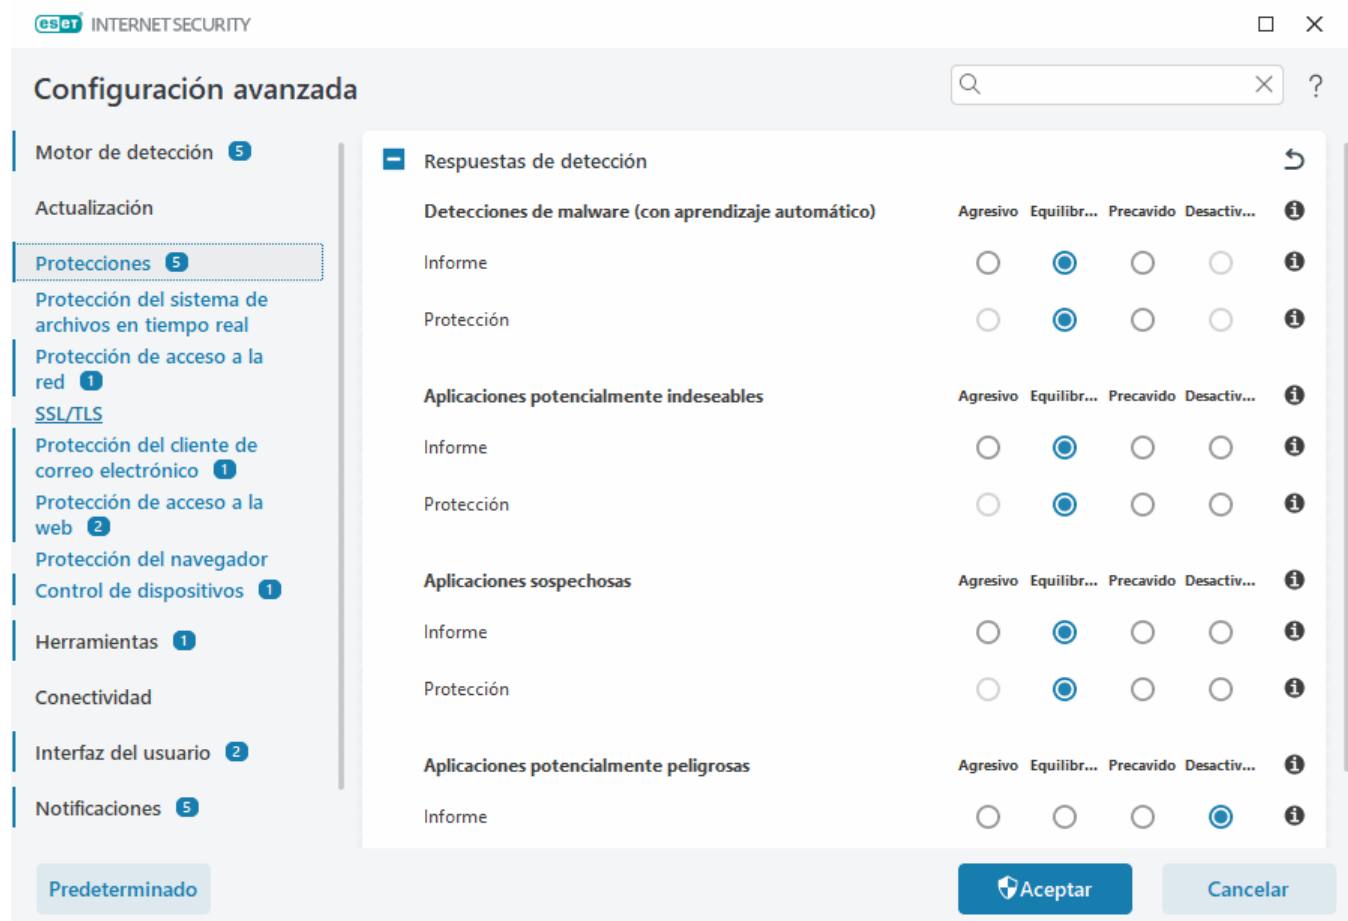 eset INTERNET SECURITY
Configuración avanzada
?
Motor de detección 5
Actualización
Protecciones 5
Protección del sistema de
archivos en tiempo real
Protección de acceso a la
red 1
SSL/TLS
Protección del cliente de
correo electrónico 1
Protección de acceso a la
web 2
Protección del navegador
Control de dispositivos 1
Herramientas 1
Conectividad
Interfaz del usuario 2
Notificaciones 5
Respuestas de detección
Detecciones de malware (con aprendizaje automático) Agresivo Equilibr... Precavido Desactiv...
Informe
Protección
Aplicaciones potencialmente indeseables Agresivo Equilibr... Precavido Desactiv...
Informe
Protección
Aplicaciones sospechosas Agresivo Equilibr... Precavido Desactiv...
Informe
Protección
Aplicaciones potencialmente peligrosas Agresivo Equilibr... Precavido Desactiv...
Informe
Predeterminado
Aceptar
Cancelar